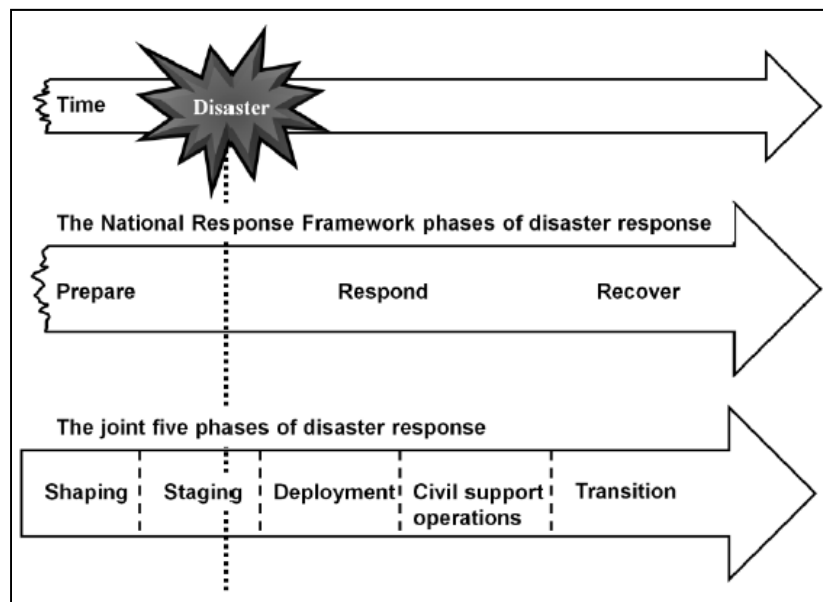 Time
Disaster
The National Response Framework phases of disaster response
Prepare
Respond
Recover
The joint five phases of disaster response
Shaping
Staging
Deployment
Civil support
operations
Transition